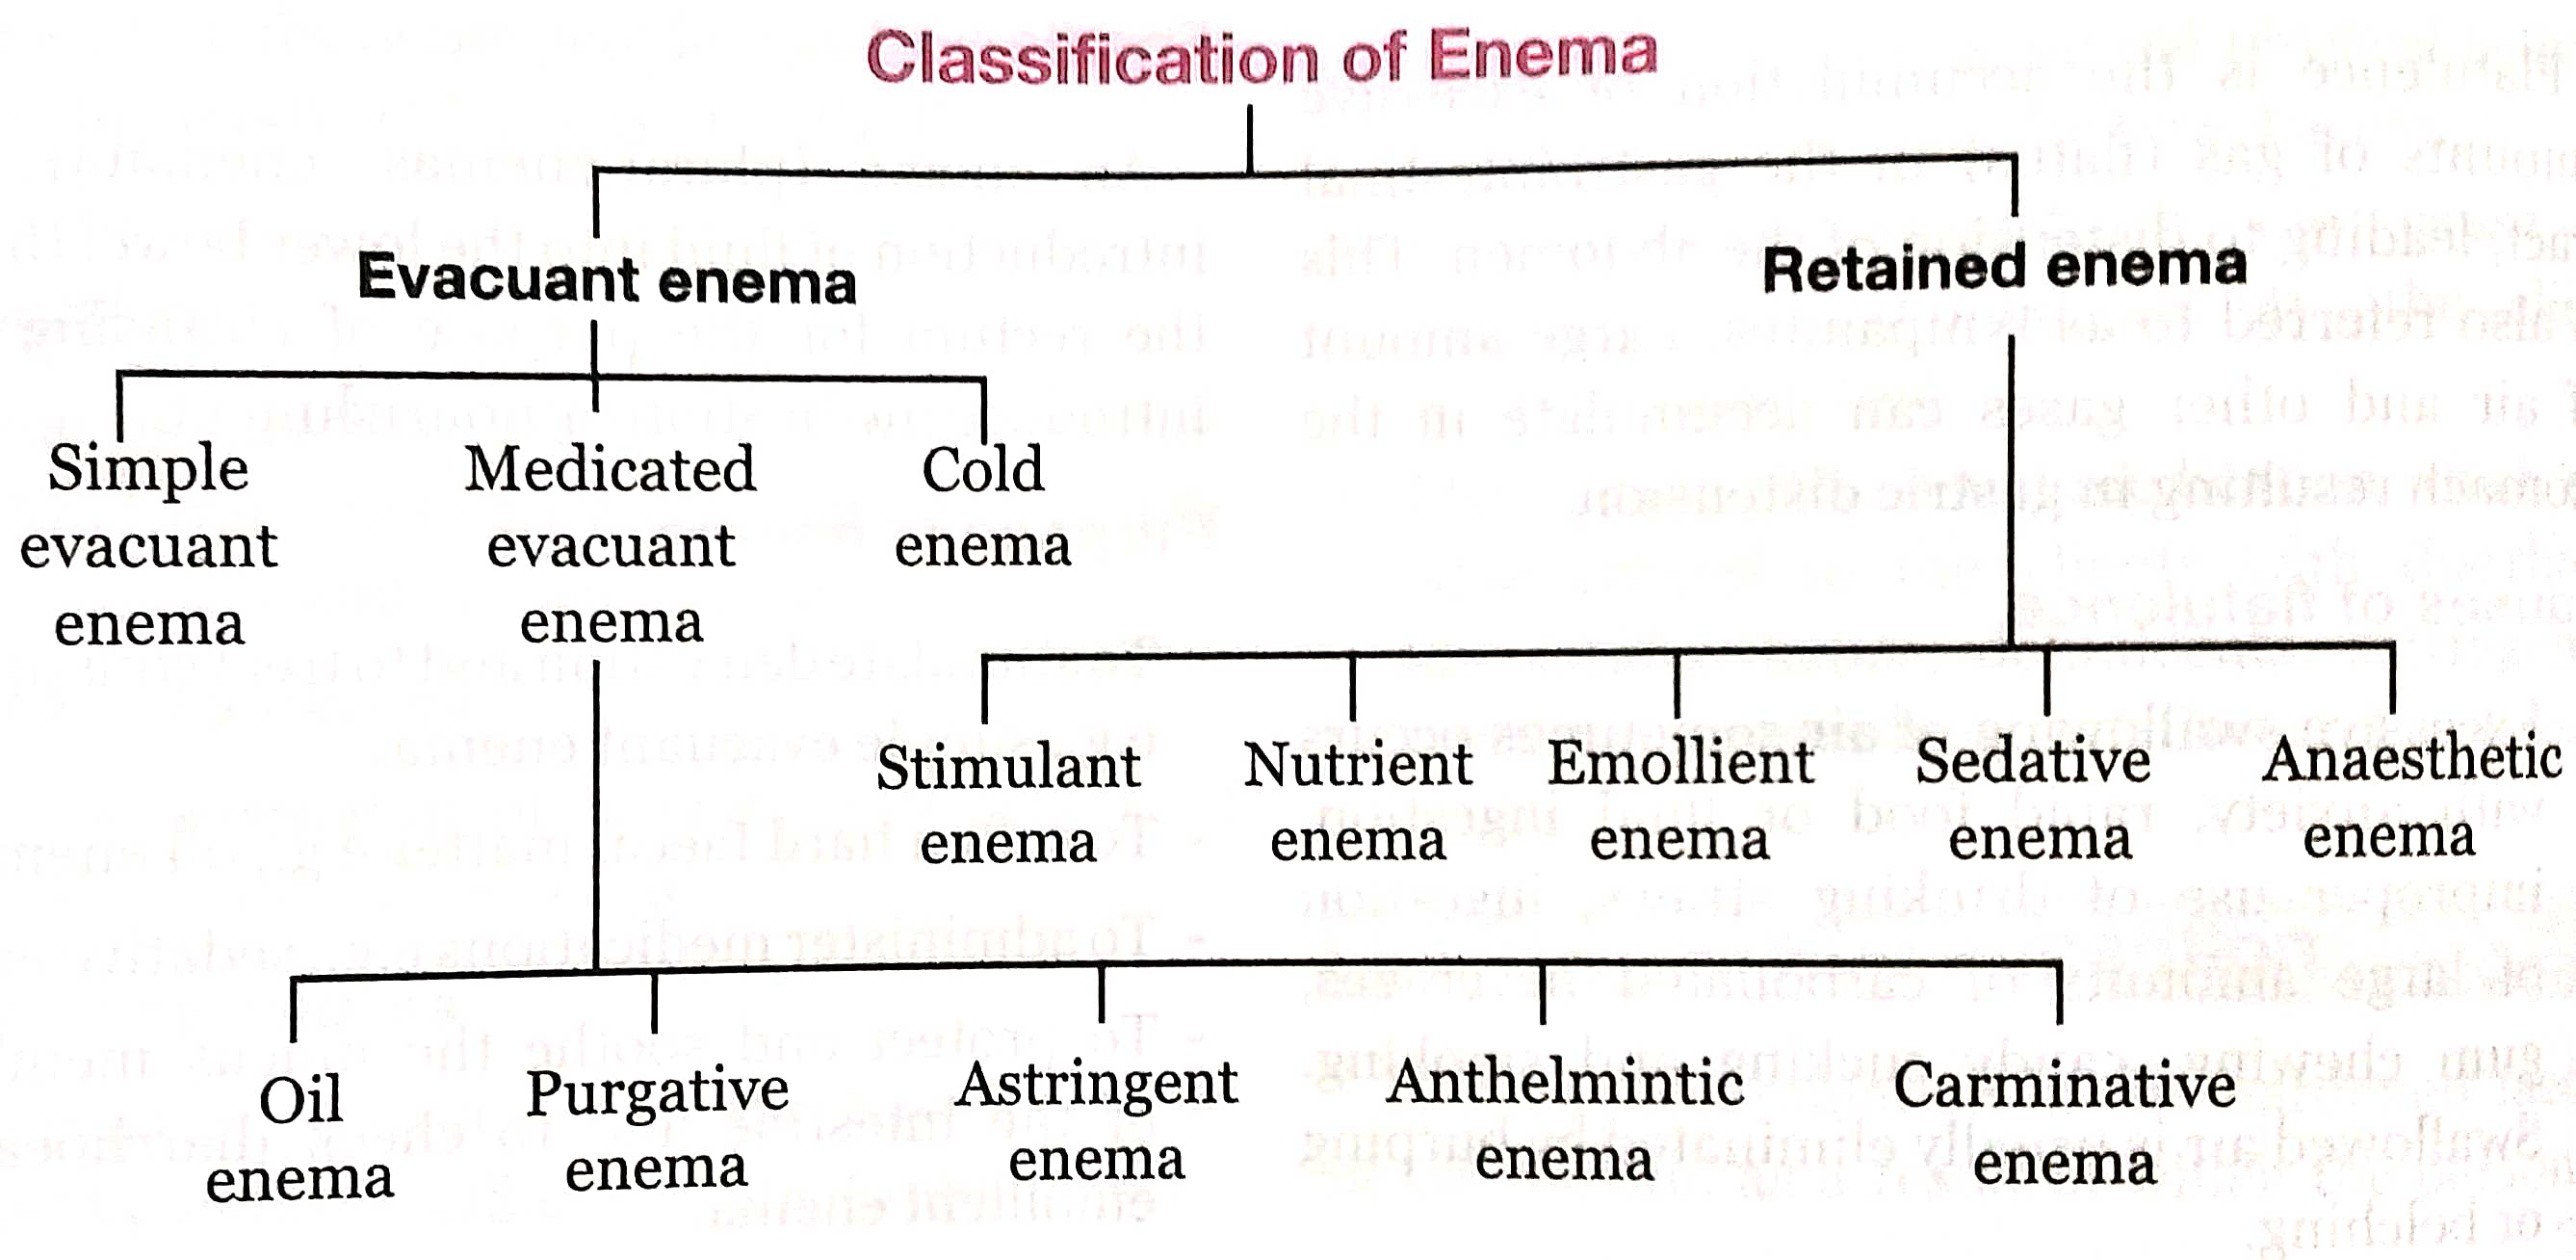 Classification of Enema
Evacuant enema
Retained enema
Simple
evacuant
enema
Medicated
evacuant
enema
Cold
enema
Stimulant
enema
Nutrient
enema
Emollient
enema
Sedative
enema
Anaesthetic
enema
Oil
enema
Purgative
enema
Astringent
enema
Anthelmintic
enema
Carminative
enema